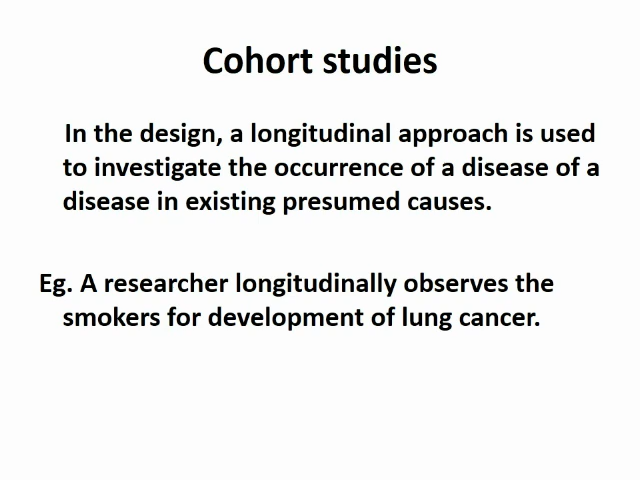 Cohort studies
In the design, a longitudinal approach is used
to investigate the occurrence of a disease of a
disease in existing presumed causes.
Eg. A researcher longitudinally observes the
smokers for development of lung cancer.